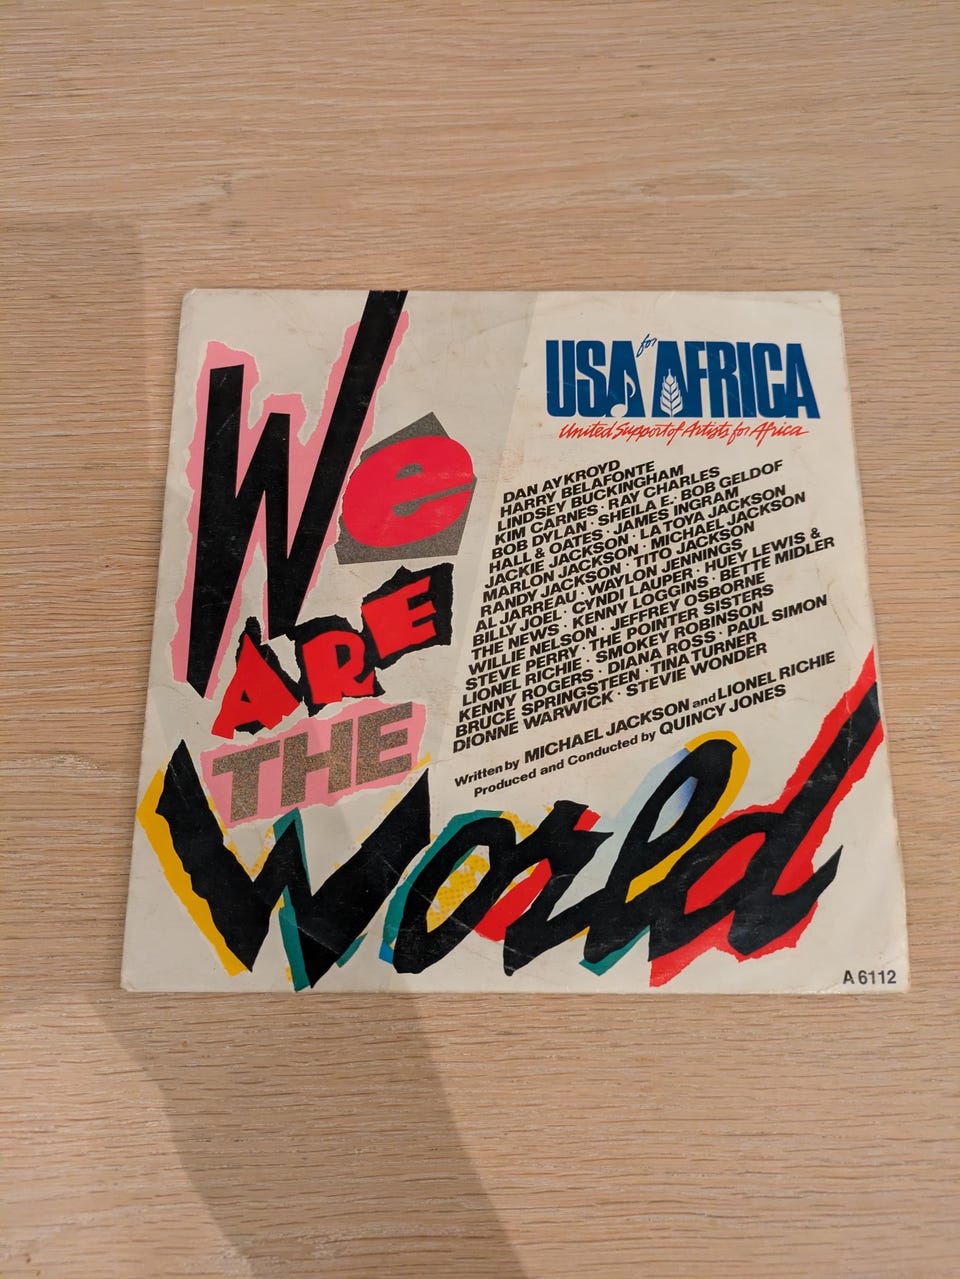 We
ARE
THE
World
USA for AFRICA
United Support of Artists for Africa
DAN AYKROYD
HARRY BELAFONTE
LINDSEY BUCKINGHAM
KIM CARNES · RAY CHARLES
BOB DYLAN · SHEILA E. · BOB GELDOF
HALL & OATES · JAMES INGRAM
JACKIE JACKSON · LA TOYA JACKSON
MARLON JACKSON · MICHAEL JACKSON
RANDY JACKSON · TITO JACKSON
AL JARREAU · WAYLON JENNINGS
BILLY JOEL · CYNDI LAUPER · HUEY LEWIS &
THE NEWS · KENNY LOGGINS · BETTE MIDLER
WILLIE NELSON · JEFFREY OSBORNE
STEVE PERRY · THE POINTER SISTERS
LIONEL RICHIE · SMOKEY ROBINSON
KENNY ROGERS · DIANA ROSS · PAUL SIMON
BRUCE SPRINGSTEEN · TINA TURNER
DIONNE WARWICK · STEVIE WONDER
Written by MICHAEL JACKSON and LIONEL RICHIE
Produced and Conducted by QUINCY JONES
A 6112